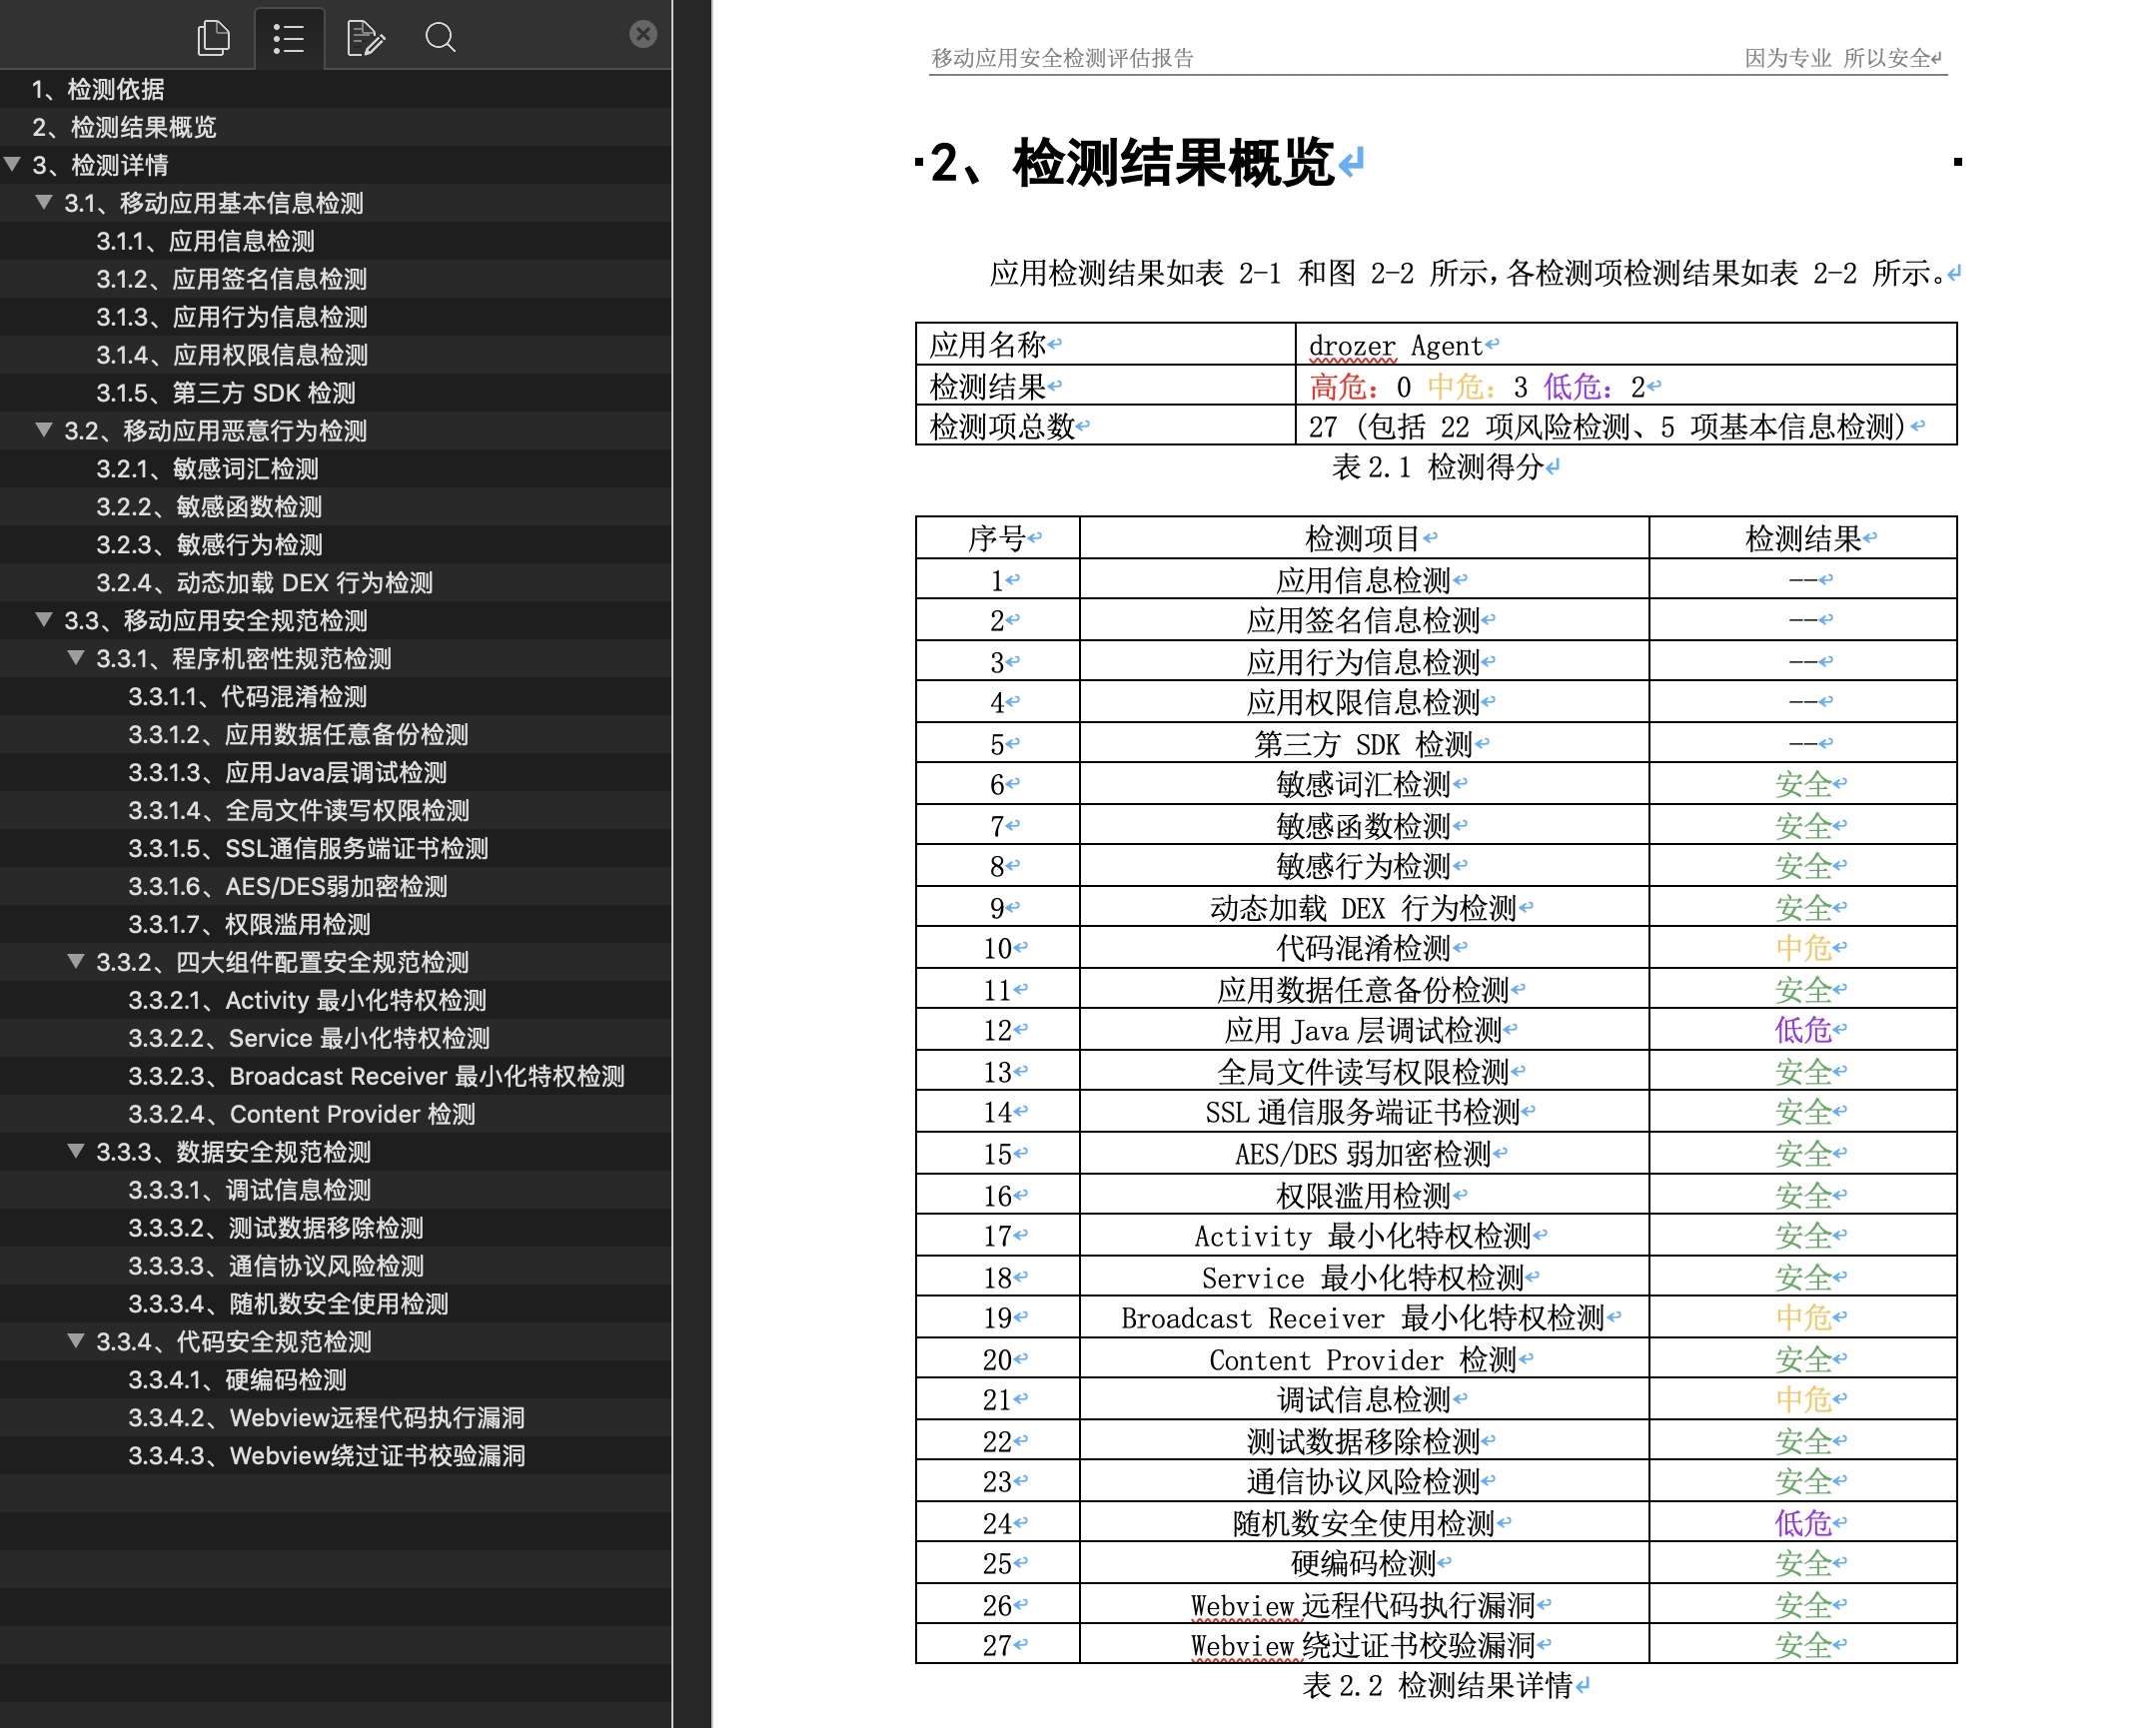 1、检测依据
2、检测结果概览
3、检测详情
3.1、移动应用基本信息检测
3.1.1、应用信息检测
3.1.2、应用签名信息检测
3.1.3、应用行为信息检测
3.1.4、应用权限信息检测
3.1.5、第三方 SDK 检测
3.2、移动应用恶意行为检测
3.2.1、敏感词汇检测
3.2.2、敏感函数检测
3.2.3、敏感行为检测
3.2.4、动态加载 DEX 行为检测
3.3、移动应用安全规范检测
3.3.1、程序机密性规范检测
3.3.1.1、代码混淆检测
3.3.1.2、应用数据任意备份检测
3.3.1.3、应用Java层调试检测
3.3.1.4、全局文件读写权限检测
3.3.1.5、SSL通信服务端证书检测
3.3.1.6、AES/DES弱加密检测
3.3.1.7、权限滥用检测
3.3.2、四大组件配置安全规范检测
3.3.2.1、Activity 最小化特权检测
3.3.2.2、Service 最小化特权检测
3.3.2.3、Broadcast Receiver 最小化特权检测
3.3.2.4、Content Provider 检测
3.3.3、数据安全规范检测
3.3.3.1、调试信息检测
3.3.3.2、测试数据移除检测
3.3.3.3、通信协议风险检测
3.3.3.4、随机数安全使用检测
3.3.4、代码安全规范检测
3.3.4.1、硬编码检测
3.3.4.2、Webview远程代码执行漏洞
3.3.4.3、Webview绕过证书校验漏洞
移动应用安全检测评估报告 因为专业 所以安全
2、检测结果概览
应用检测结果如表 2-1 和图 2-2 所示,各检测项检测结果如表 2-2 所示。
应用名称 drozer Agent
检测结果 高危：0 中危：3 低危：2
检测项总数 27 (包括 22 项风险检测、5 项基本信息检测)
表 2.1 检测得分
序号 检测项目 检测结果
1 应用信息检测 --
2 应用签名信息检测 --
3 应用行为信息检测 --
4 应用权限信息检测 --
5 第三方 SDK 检测 --
6 敏感词汇检测 安全
7 敏感函数检测 安全
8 敏感行为检测 安全
9 动态加载 DEX 行为检测 安全
10 代码混淆检测 中危
11 应用数据任意备份检测 安全
12 应用 Java 层调试检测 低危
13 全局文件读写权限检测 安全
14 SSL 通信服务端证书检测 安全
15 AES/DES 弱加密检测 安全
16 权限滥用检测 安全
17 Activity 最小化特权检测 安全
18 Service 最小化特权检测 安全
19 Broadcast Receiver 最小化特权检测 中危
20 Content Provider 检测 安全
21 调试信息检测 中危
22 测试数据移除检测 安全
23 通信协议风险检测 安全
24 随机数安全使用检测 低危
25 硬编码检测 安全
26 Webview 远程代码执行漏洞 安全
27 Webview 绕过证书校验漏洞 安全
表 2.2 检测结果详情